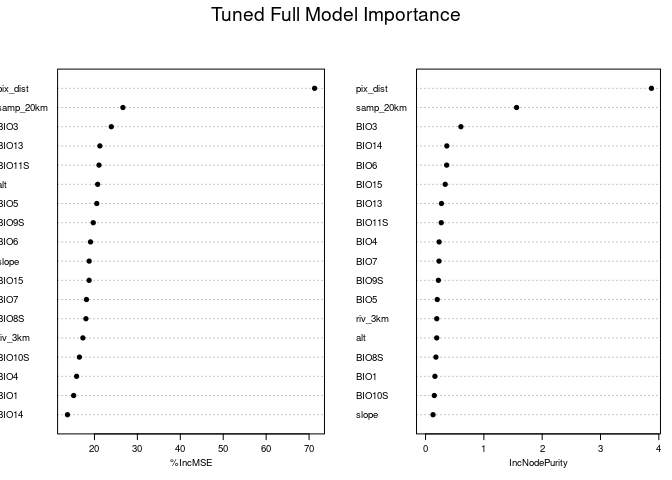 Tuned Full Model Importance
pix_dist
samp_20km
BIO3
BIO13
BIO11S
alt
BIO5
BIO9S
BIO6
slope
BIO15
BIO7
BIO8S
riv_3km
BIO10S
BIO4
BIO1
BIO14
20 30 40 50 60 70
%IncMSE
pix_dist
samp_20km
BIO3
BIO14
BIO6
BIO15
BIO13
BIO11S
BIO4
BIO7
BIO9S
BIO5
riv_3km
alt
BIO8S
BIO1
BIO10S
slope
0 1 2 3 4
IncNodePurity